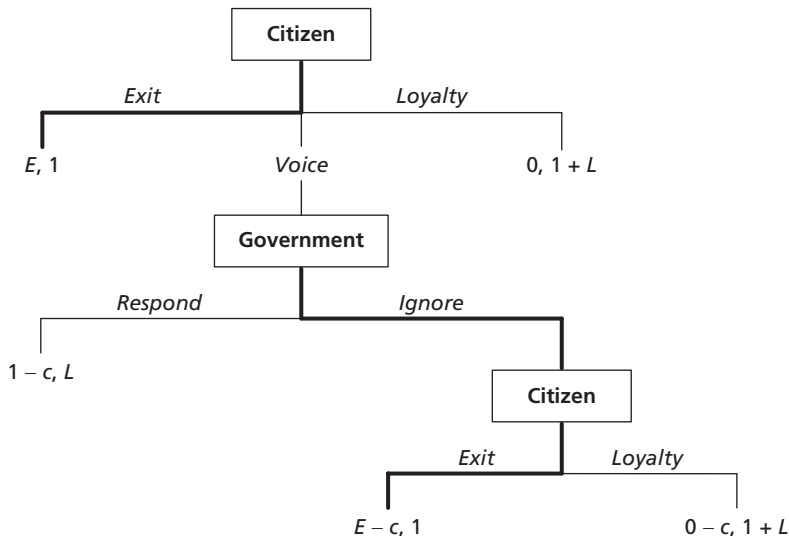 Citizen
Exit Loyalty
E, 1 Voice 0, 1 + L
Government
Respond Ignore
1 – c, L
Citizen
Exit Loyalty
E – c, 1 0 – c, 1 + L